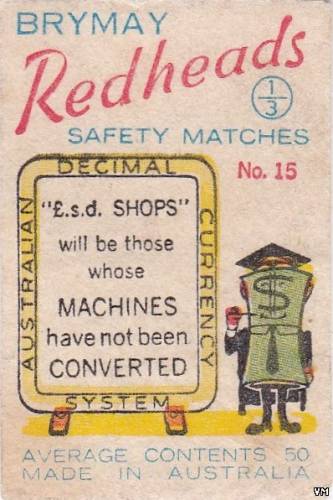 BRYMAY
Redheads
1/3
SAFETY MATCHES
No. 15
DECIMAL
AUSTRALIAN
CURRENCY
SYSTEM
"£.s.d. SHOPS"
will be those
whose
MACHINES
have not been
CONVERTED
$
AVERAGE CONTENTS 50
MADE IN AUSTRALIA
VM